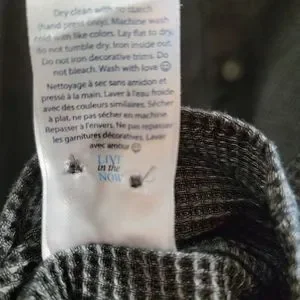 Dry clean with no starch
(hand press only). Machine wash
cold with like colors. Lay flat to dry,
do not tumble dry. Iron inside out.
Do not iron decorative trims. Do
not bleach. Wash with love ☺
Nettoyage à sec sans amidon et
pressé à la main. Laver à l'eau froide
avec des couleurs similaires. Sécher
à plat, ne pas sécher en machine.
Repasser à l'envers. Ne pas repasser
les garnitures décoratives. Laver
avec amour ☺
LIVE
in the
NOW